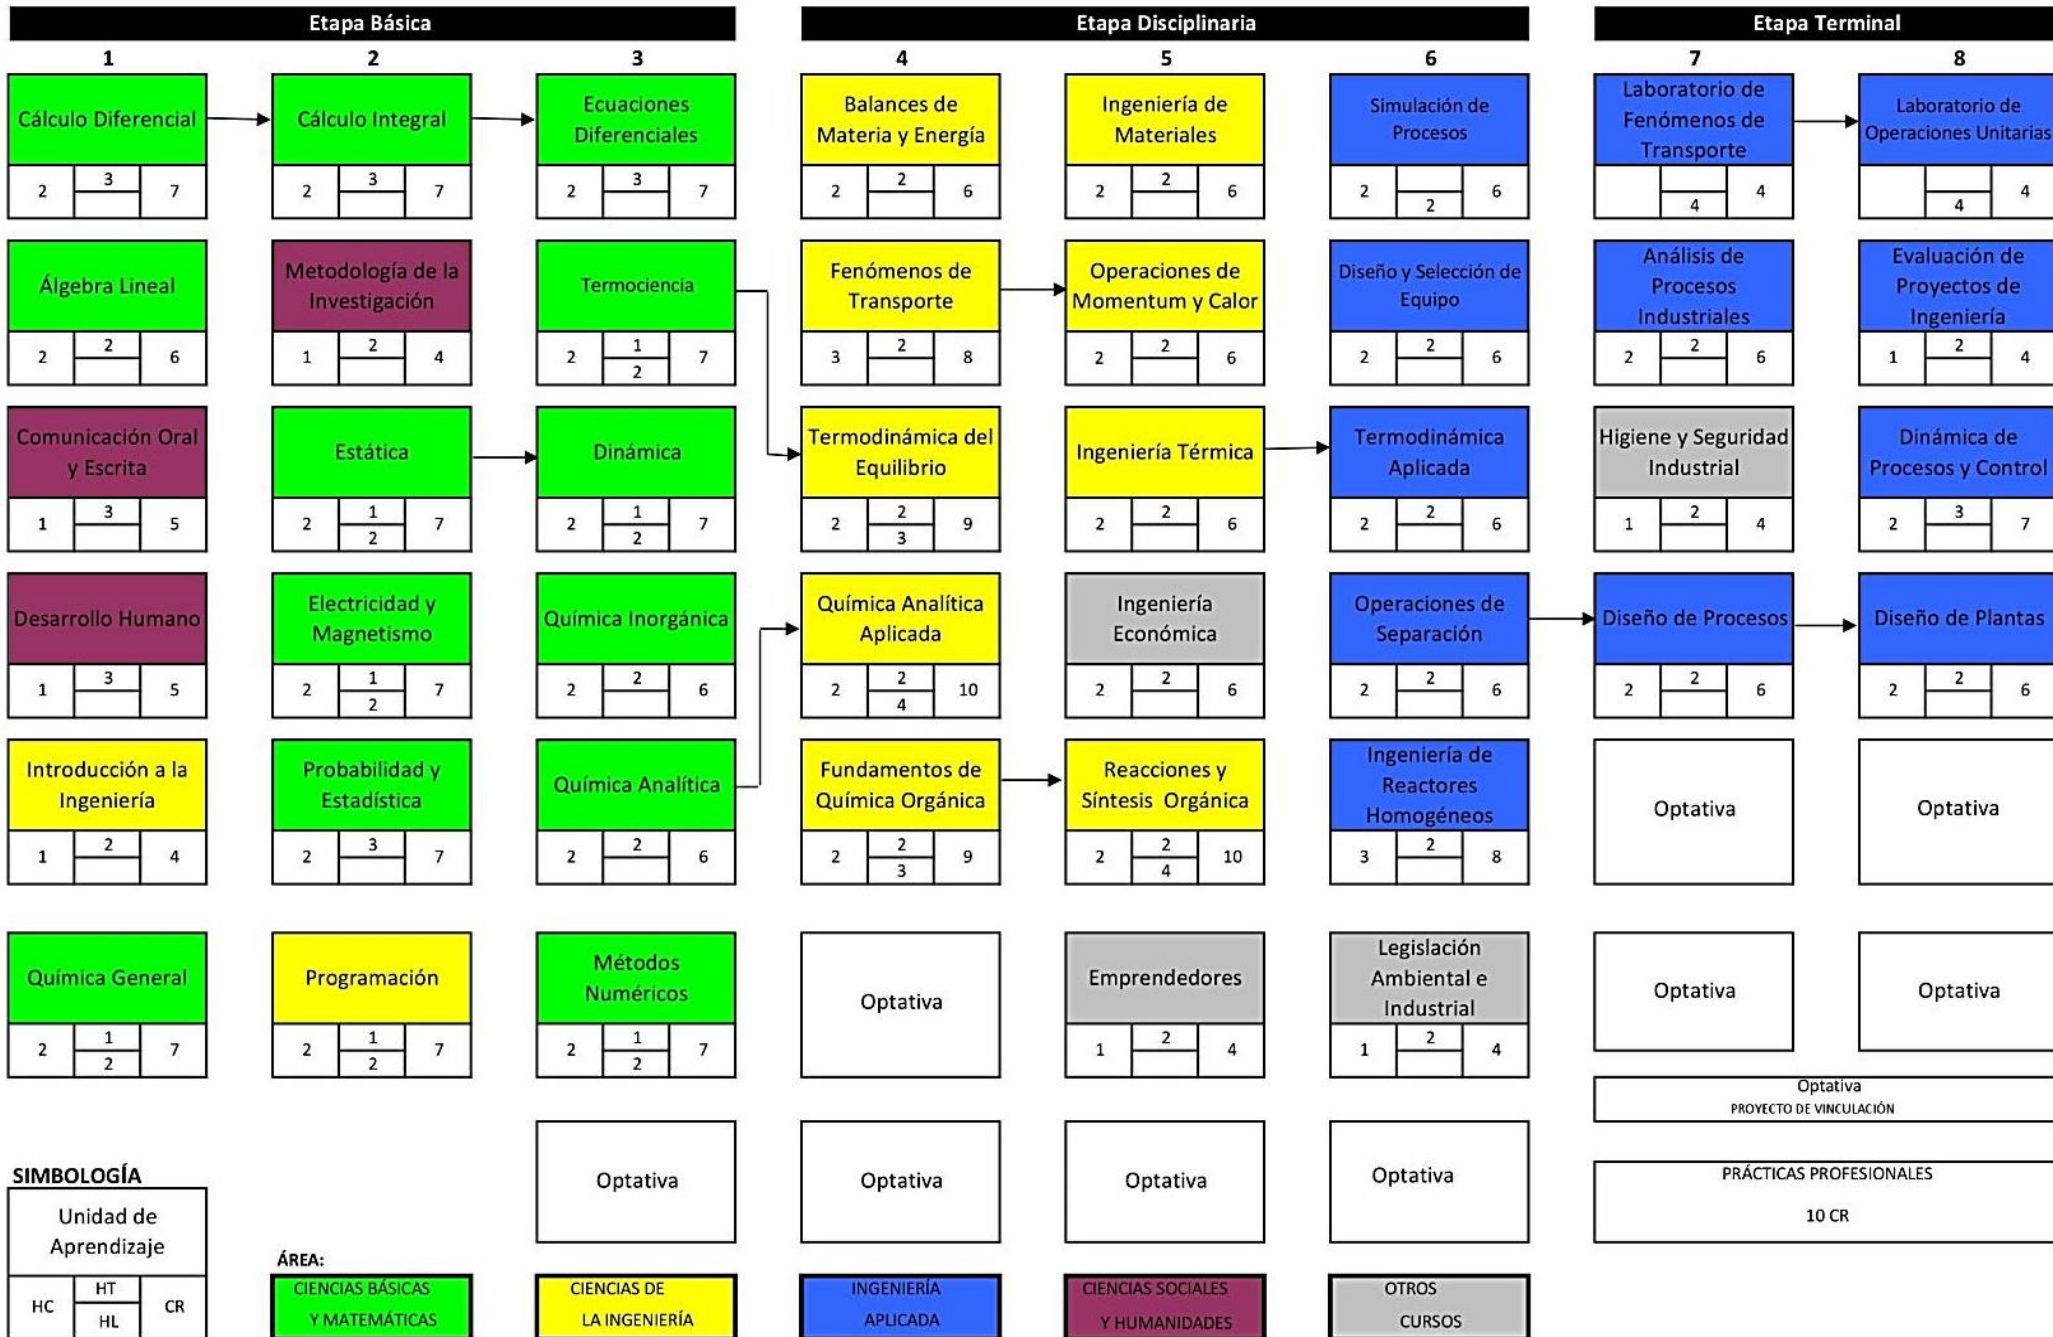 Etapa Básica
Etapa Disciplinaria
Etapa Terminal
1
2
3
4
5
6
7
8
Cálculo Diferencial
2
3
7
Cálculo Integral
2
3
7
Ecuaciones
Diferenciales
2
3
7
Balances de
Materia y Energía
2
2
6
Ingeniería de
Materiales
2
2
6
Simulación de
Procesos
2
2
6
Laboratorio de
Fenómenos de
Transporte
4
4
Laboratorio de
Operaciones Unitarias
4
4
Álgebra Lineal
2
2
6
Metodología de la
Investigación
1
2
4
Termociencia
2
1
2
7
Fenómenos de
Transporte
3
2
8
Operaciones de
Momentum y Calor
2
2
6
Diseño y Selección de
Equipo
2
2
6
Análisis de
Procesos
Industriales
2
2
6
Evaluación de
Proyectos de
Ingeniería
1
2
4
Comunicación Oral
y Escrita
1
3
5
Estática
2
1
2
7
Dinámica
2
1
2
7
Termodinámica del
Equilibrio
2
2
3
9
Ingeniería Térmica
2
2
6
Termodinámica
Aplicada
2
2
6
Higiene y Seguridad
Industrial
1
2
4
Dinámica de
Procesos y Control
2
3
7
Desarrollo Humano
1
3
5
Electricidad y
Magnetismo
2
1
2
7
Química Inorgánica
2
2
6
Química Analítica
Aplicada
2
2
4
10
Ingeniería
Económica
2
2
6
Operaciones de
Separación
2
2
6
Diseño de Procesos
2
2
6
Diseño de Plantas
2
2
6
Introducción a la
Ingeniería
1
2
4
Probabilidad y
Estadística
2
3
7
Química Analítica
2
2
6
Fundamentos de
Química Orgánica
2
2
3
9
Reacciones y
Síntesis Orgánica
2
2
4
10
Ingeniería de
Reactores
Homogéneos
3
2
8
Optativa
Optativa
Química General
2
1
2
7
Programación
2
1
2
7
Métodos
Numéricos
2
1
2
7
Optativa
Emprendedores
1
2
4
Legislación
Ambiental e
Industrial
1
2
4
Optativa
Optativa
Optativa
PROYECTO DE VINCULACIÓN
Optativa
Optativa
Optativa
Optativa
PRÁCTICAS PROFESIONALES
10 CR
SIMBOLOGÍA
Unidad de
Aprendizaje
HC
HT
HL
CR
ÁREA:
CIENCIAS BÁSICAS
Y MATEMÁTICAS
CIENCIAS DE
LA INGENIERÍA
INGENIERÍA
APLICADA
CIENCIAS SOCIALES
Y HUMANIDADES
OTROS
CURSOS